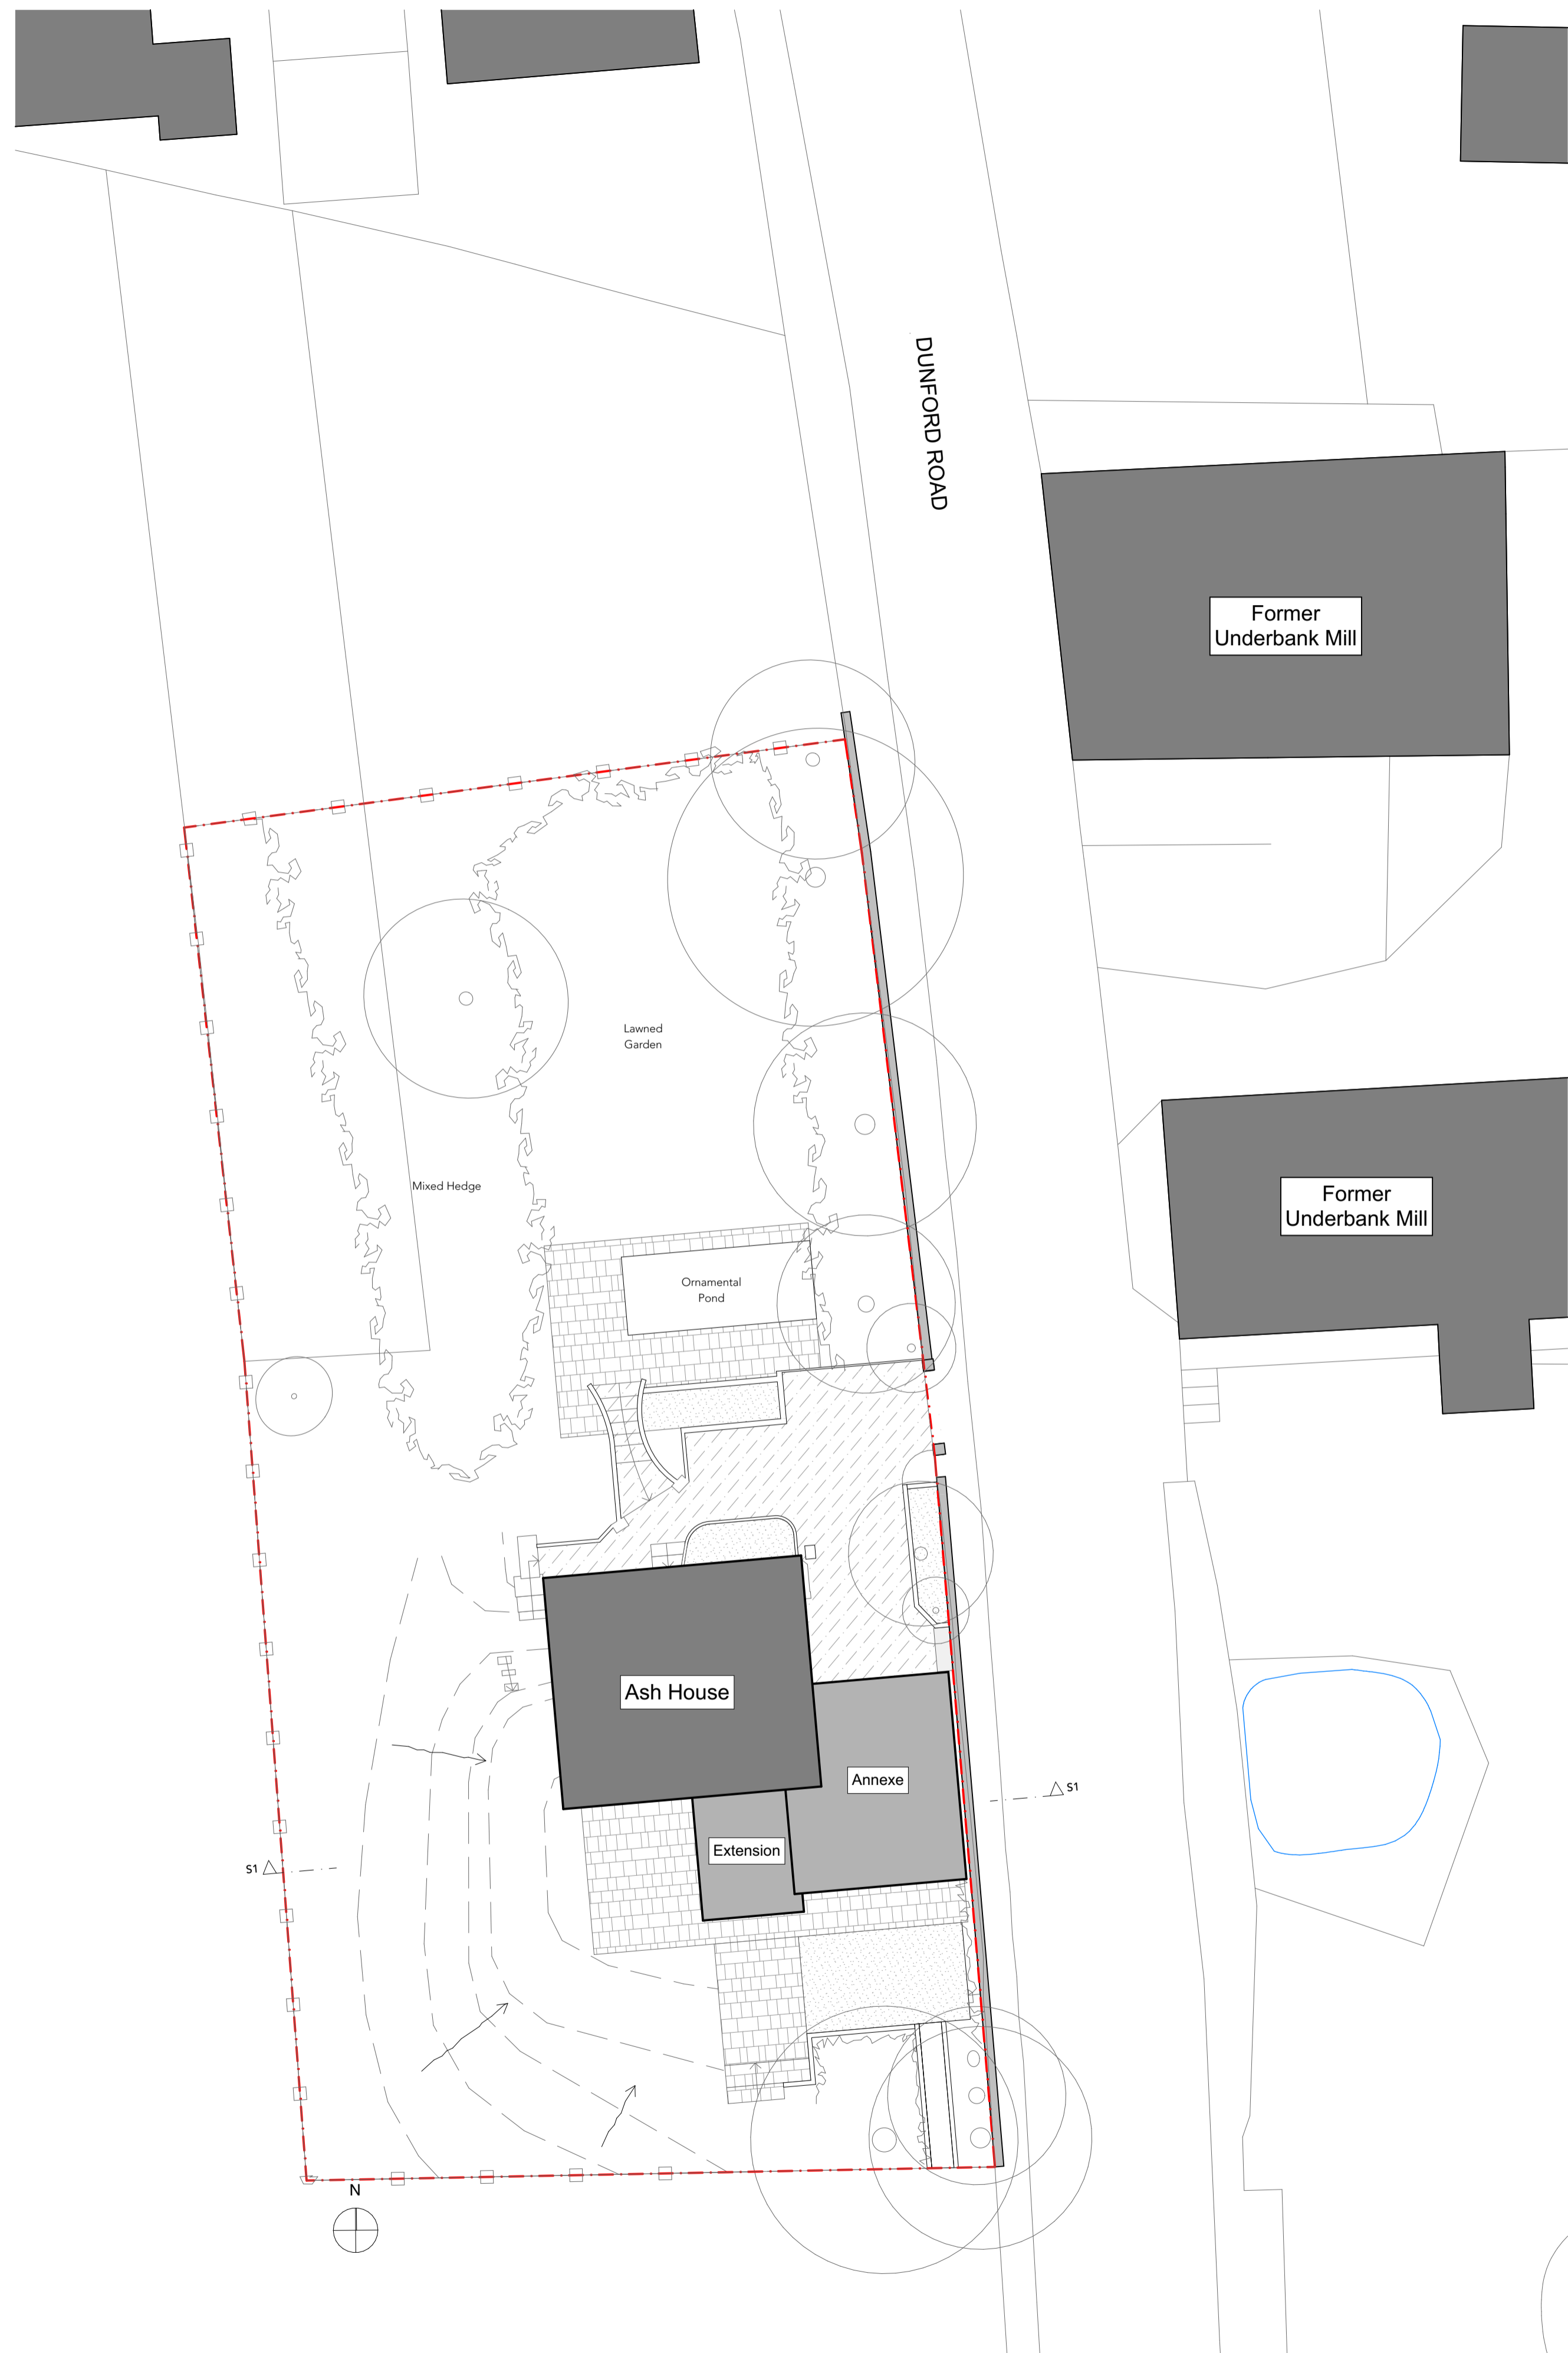 DUNFORD ROAD
Former
Underbank Mill
Lawned
Garden
Mixed Hedge
Former
Underbank Mill
Ornamental
Pond
Ash House
Annexe
S1
Extension
S1
N